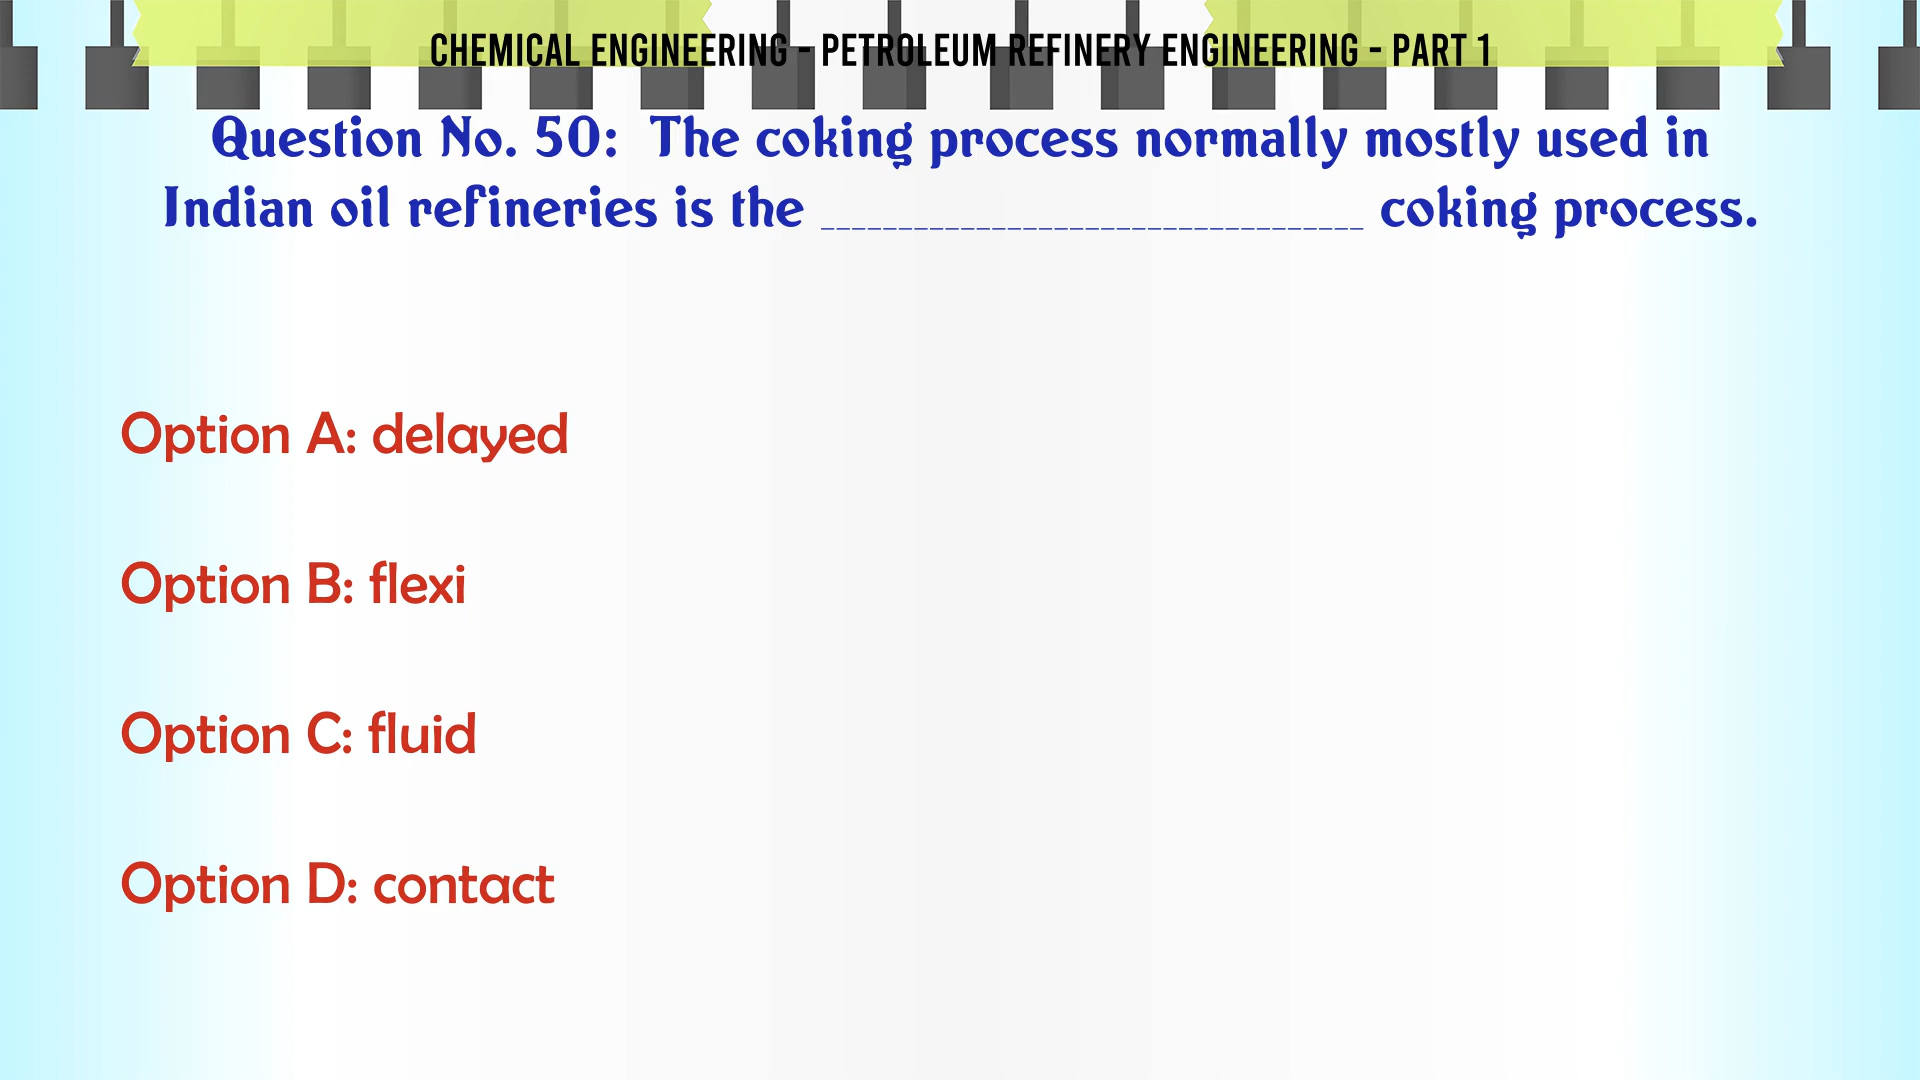 CHEMICAL ENGINEERING - PETROLEUM REFINERY ENGINEERING - PART 1
Question No. 50: The coking process normally mostly used in
Indian oil refineries is the ___________________________________ coking process.
Option A: delayed
Option B: flexi
Option C: fluid
Option D: contact